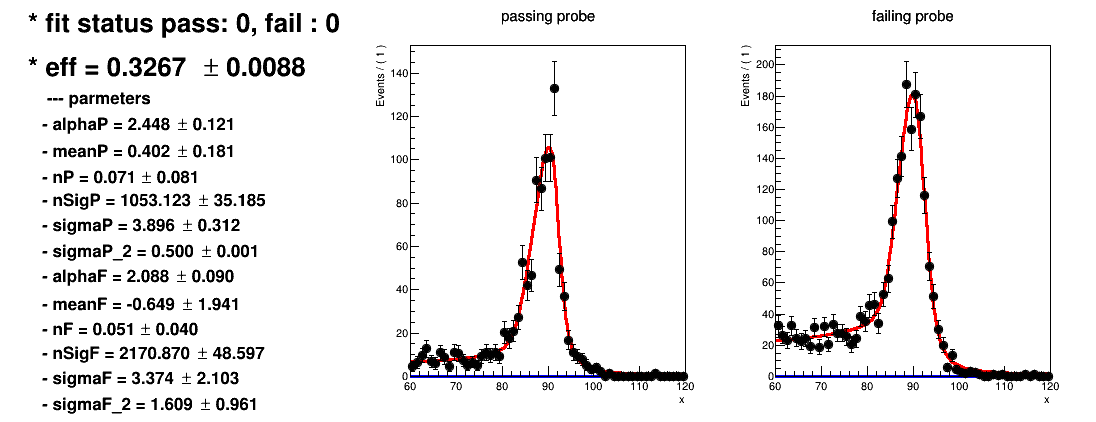 * fit status pass: 0, fail : 0
* eff = 0.3267 ± 0.0088
--- parmeters
- alphaP = 2.448 ± 0.121
- meanP = 0.402 ± 0.181
- nP = 0.071 ± 0.081
- nSigP = 1053.123 ± 35.185
- sigmaP = 3.896 ± 0.312
- sigmaP_2 = 0.500 ± 0.001
- alphaF = 2.088 ± 0.090
- meanF = -0.649 ± 1.941
- nF = 0.051 ± 0.040
- nSigF = 2170.870 ± 48.597
- sigmaF = 3.374 ± 2.103
- sigmaF_2 = 1.609 ± 0.961
passing probe
Events / ( 1 )
140
120
100
80
60
40
20
0
60 70 80 90 100 110 120
x
failing probe
Events / ( 1 )
200
180
160
140
120
100
80
60
40
20
0
60 70 80 90 100 110 120
x